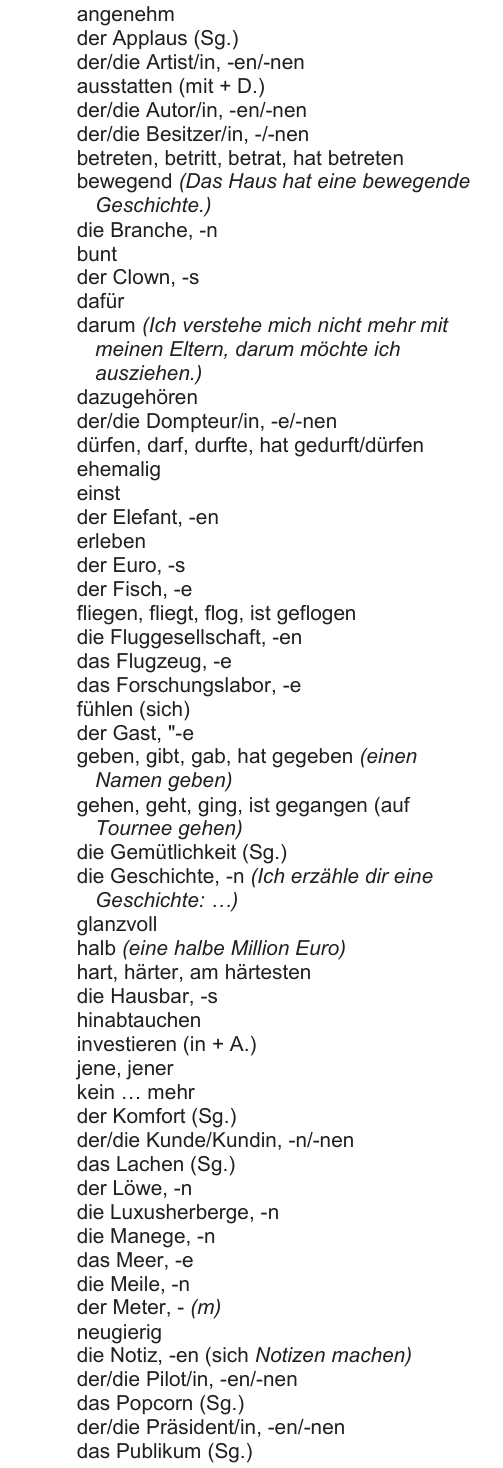 angenehm
der Applaus (Sg.)
der/die Artist/in, -en/-nen
ausstatten (mit + D.)
der/die Autor/in, -en/-nen
der/die Besitzer/in, -/-nen
betreten, betritt, betrat, hat betreten
bewegend (Das Haus hat eine bewegende
Geschichte.)
die Branche, -n
bunt
der Clown, -s
dafür
darum (Ich verstehe mich nicht mehr mit
meinen Eltern, darum möchte ich
ausziehen.)
dazugehören
der/die Dompteur/in, -e/-nen
dürfen, darf, durfte, hat gedurft/dürfen
ehemalig
einst
der Elefant, -en
erleben
der Euro, -s
der Fisch, -e
fliegen, fliegt, flog, ist geflogen
die Fluggesellschaft, -en
das Flugzeug, -e
das Forschungslabor, -e
fühlen (sich)
der Gast, "-e
geben, gibt, gab, hat gegeben (einen
Namen geben)
gehen, geht, ging, ist gegangen (auf
Tournee gehen)
die Gemütlichkeit (Sg.)
die Geschichte, -n (Ich erzähle dir eine
Geschichte: …)
glanzvoll
halb (eine halbe Million Euro)
hart, härter, am härtesten
die Hausbar, -s
hinabtauchen
investieren (in + A.)
jene, jener
kein … mehr
der Komfort (Sg.)
der/die Kunde/Kundin, -n/-nen
das Lachen (Sg.)
der Löwe, -n
die Luxusherberge, -n
die Manege, -n
das Meer, -e
die Meile, -n
der Meter, - (m)
neugierig
die Notiz, -en (sich Notizen machen)
der/die Pilot/in, -en/-nen
das Popcorn (Sg.)
der/die Präsident/in, -en/-nen
das Publikum (Sg.)